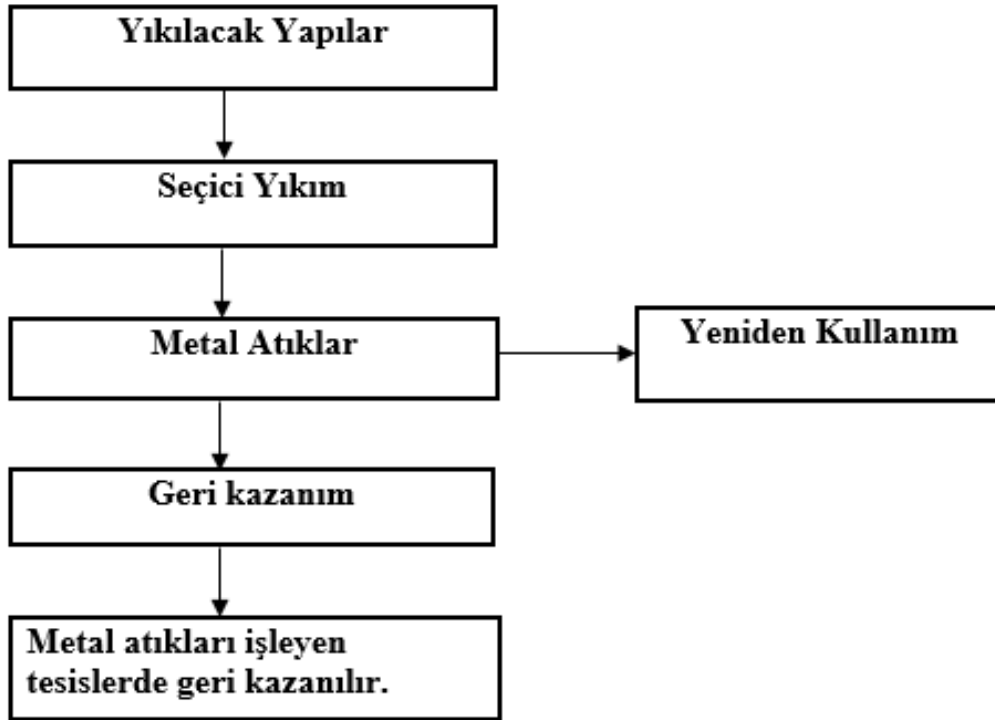 Yıkılacak Yapılar
Seçici Yıkım
Metal Atıklar
Yeniden Kullanım
Geri kazanım
Metal atıkları işleyen
tesislerde geri kazanılır.